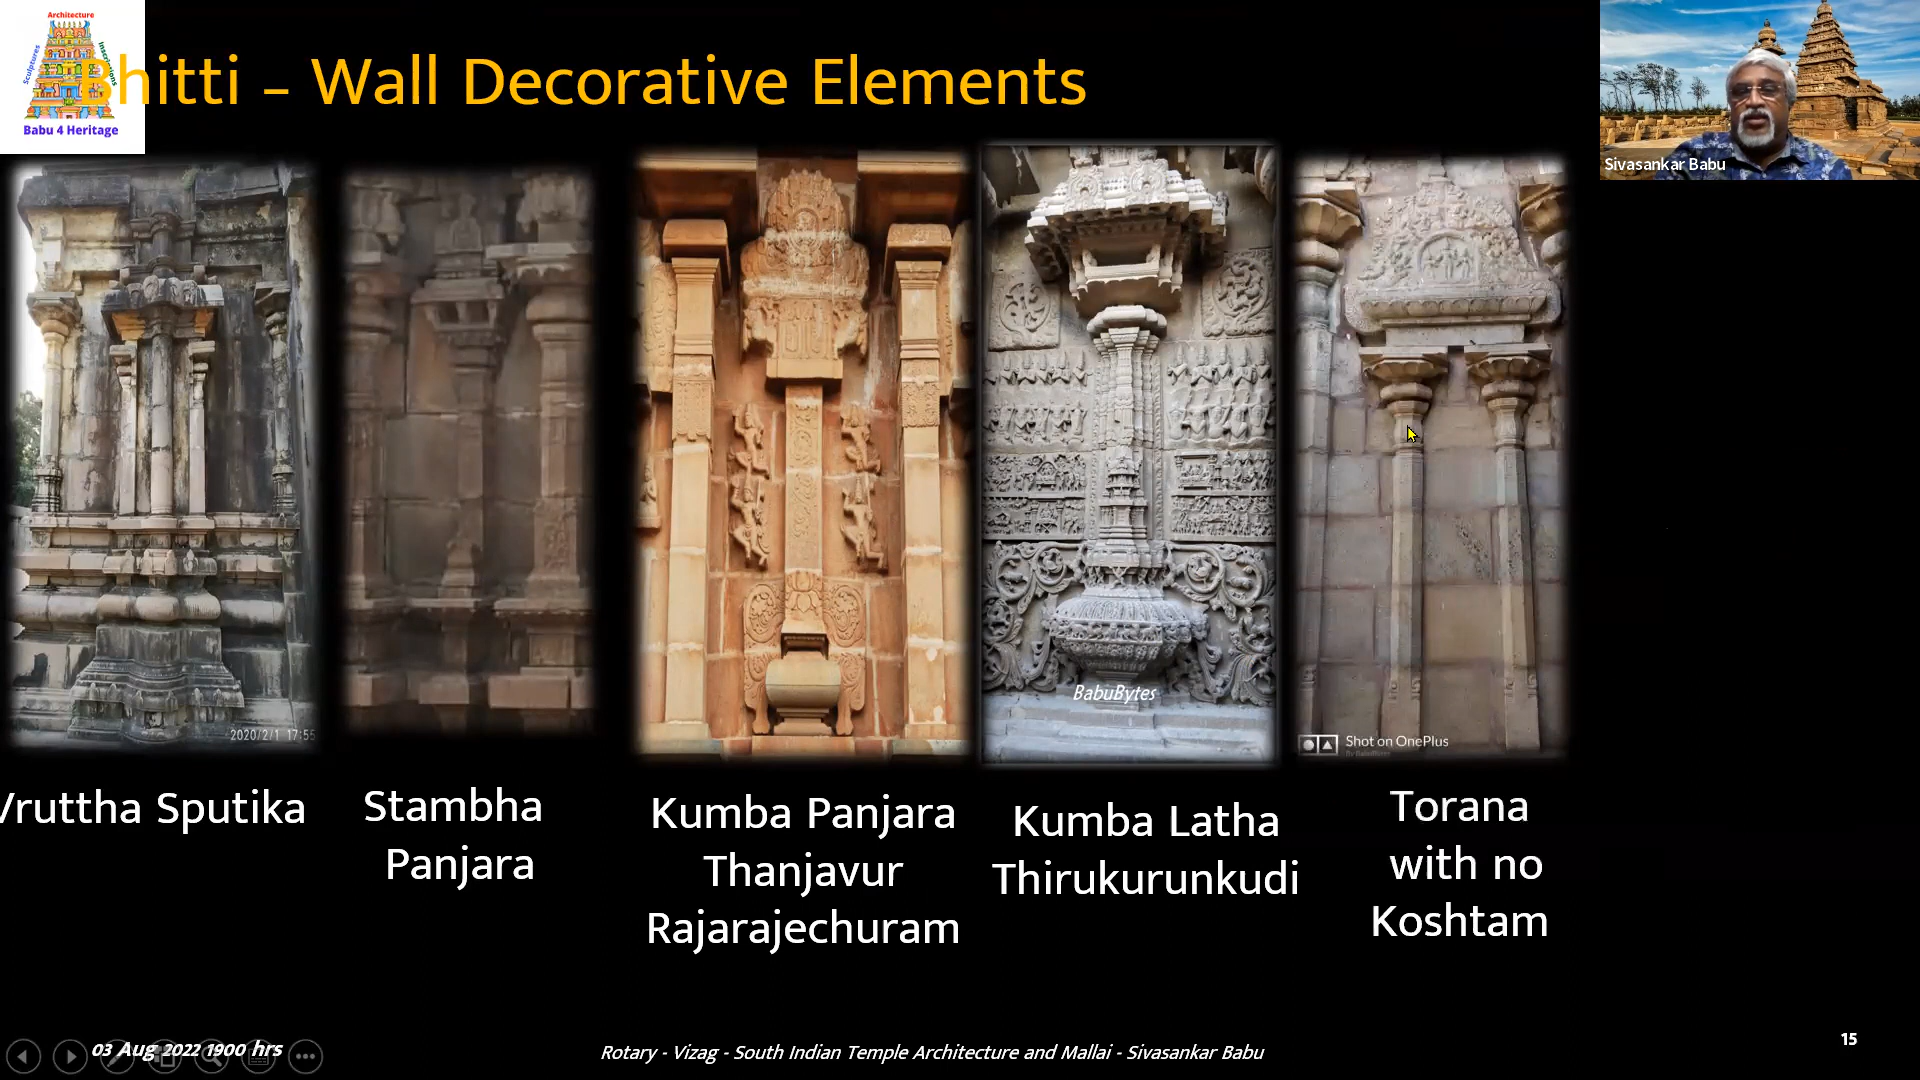 Architecture
Sculptures
Inscriptions
Babu 4 Heritage
Bhitti – Wall Decorative Elements
Sivasankar Babu
2020/2/1 17:55
BabuBytes
Shot on OnePlus
Vruttha Sputika
Stambha
Panjara
Kumba Panjara
Thanjavur
Rajarajechuram
Kumba Latha
Thirukurunkudi
Torana
with no
Koshtam
03 Aug 2022 1900 hrs
Rotary - Vizag - South Indian Temple Architecture and Mallai - Sivasankar Babu
15